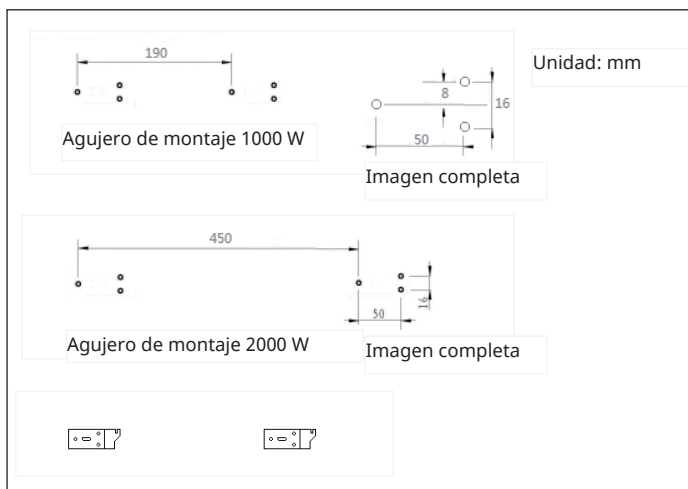 190
Unidad: mm
8
16
Agujero de montaje 1000 W
50
Imagen completa
450
50
16
Agujero de montaje 2000 W
Imagen completa